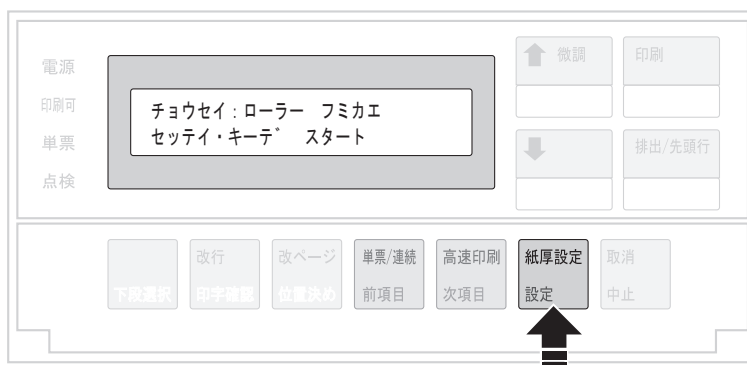 電源
印刷可
単票
点検
チョウセイ：ローラー フミカエ
セッテイ・キーデ゛ スタート
微調
印刷
排出/先頭行
改行
改ページ
単票/連続
高速印刷
紙厚設定
取消
下段選択
印字確認
位置決め
前項目
次項目
設定
中止